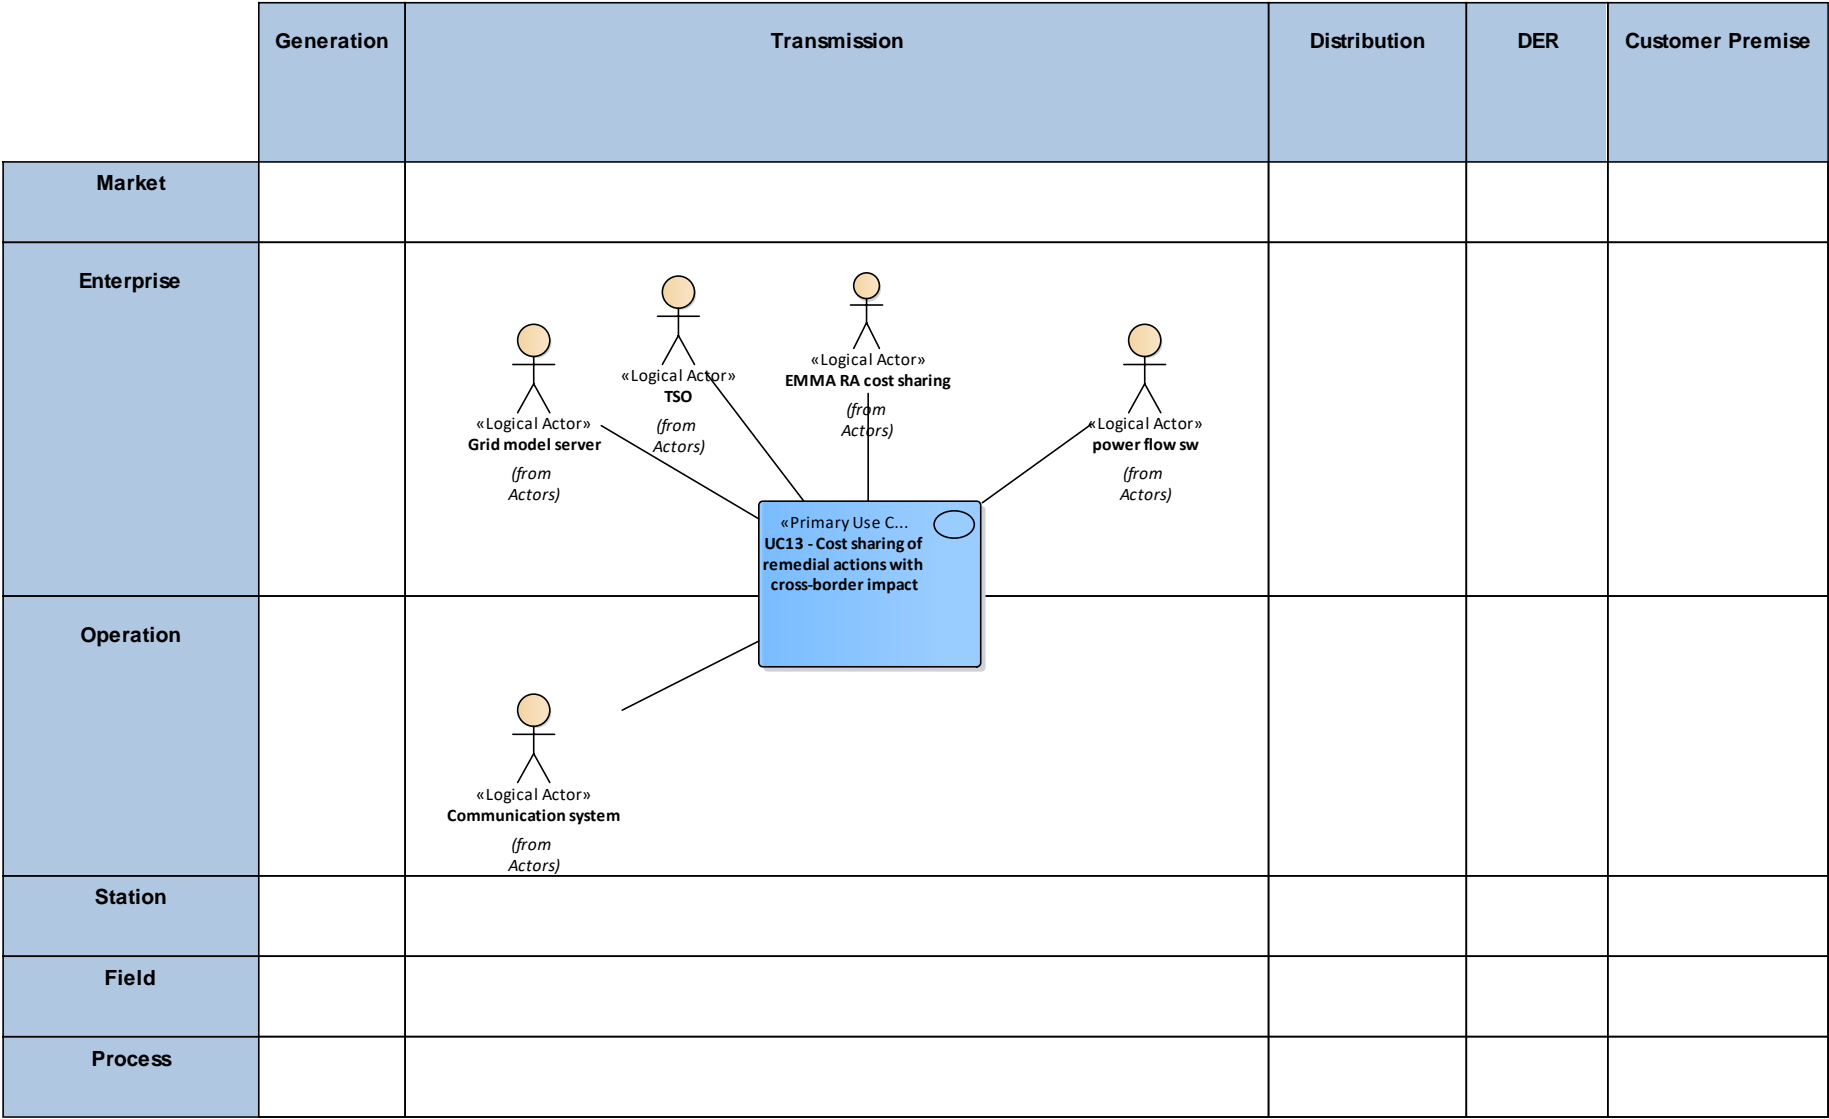 Generation
Transmission
Distribution
DER
Customer Premise
Market
Enterprise
«Logical Actor»
Grid model server
(from
Actors)
«Logical Actor»
TSO
(from
Actors)
«Logical Actor»
EMMA RA cost sharing
(from
Actors)
«Logical Actor»
power flow sw
(from
Actors)
«Primary Use C...
UC13 - Cost sharing of
remedial actions with
cross-border impact
Operation
«Logical Actor»
Communication system
(from
Actors)
Station
Field
Process